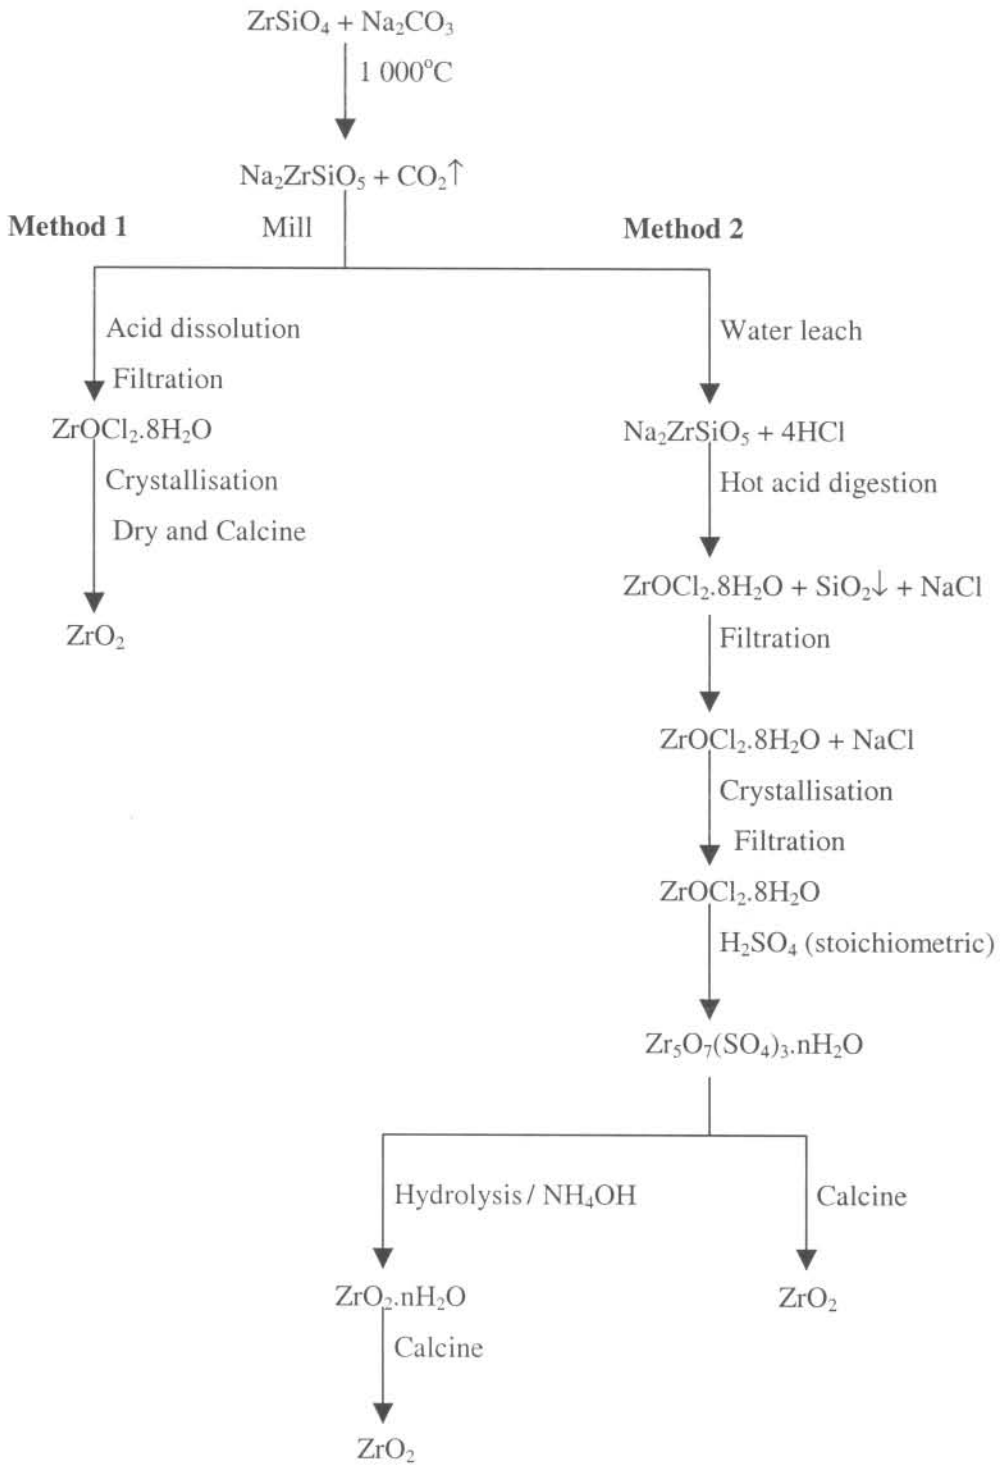 ZrSiO₄ + Na₂CO₃
1 000°C
Na₂ZrSiO₅ + CO₂↑
Method 1
Mill
Method 2
Acid dissolution
Filtration
ZrOCl₂.8H₂O
Crystallisation
Dry and Calcine
ZrO₂
Water leach
Na₂ZrSiO₅ + 4HCl
Hot acid digestion
ZrOCl₂.8H₂O + SiO₂↓ + NaCl
Filtration
ZrOCl₂.8H₂O + NaCl
Crystallisation
Filtration
ZrOCl₂.8H₂O
H₂SO₄ (stoichiometric)
Zr₅O₇(SO₄)₃.nH₂O
Hydrolysis / NH₄OH
ZrO₂.nH₂O
Calcine
ZrO₂
Calcine
ZrO₂